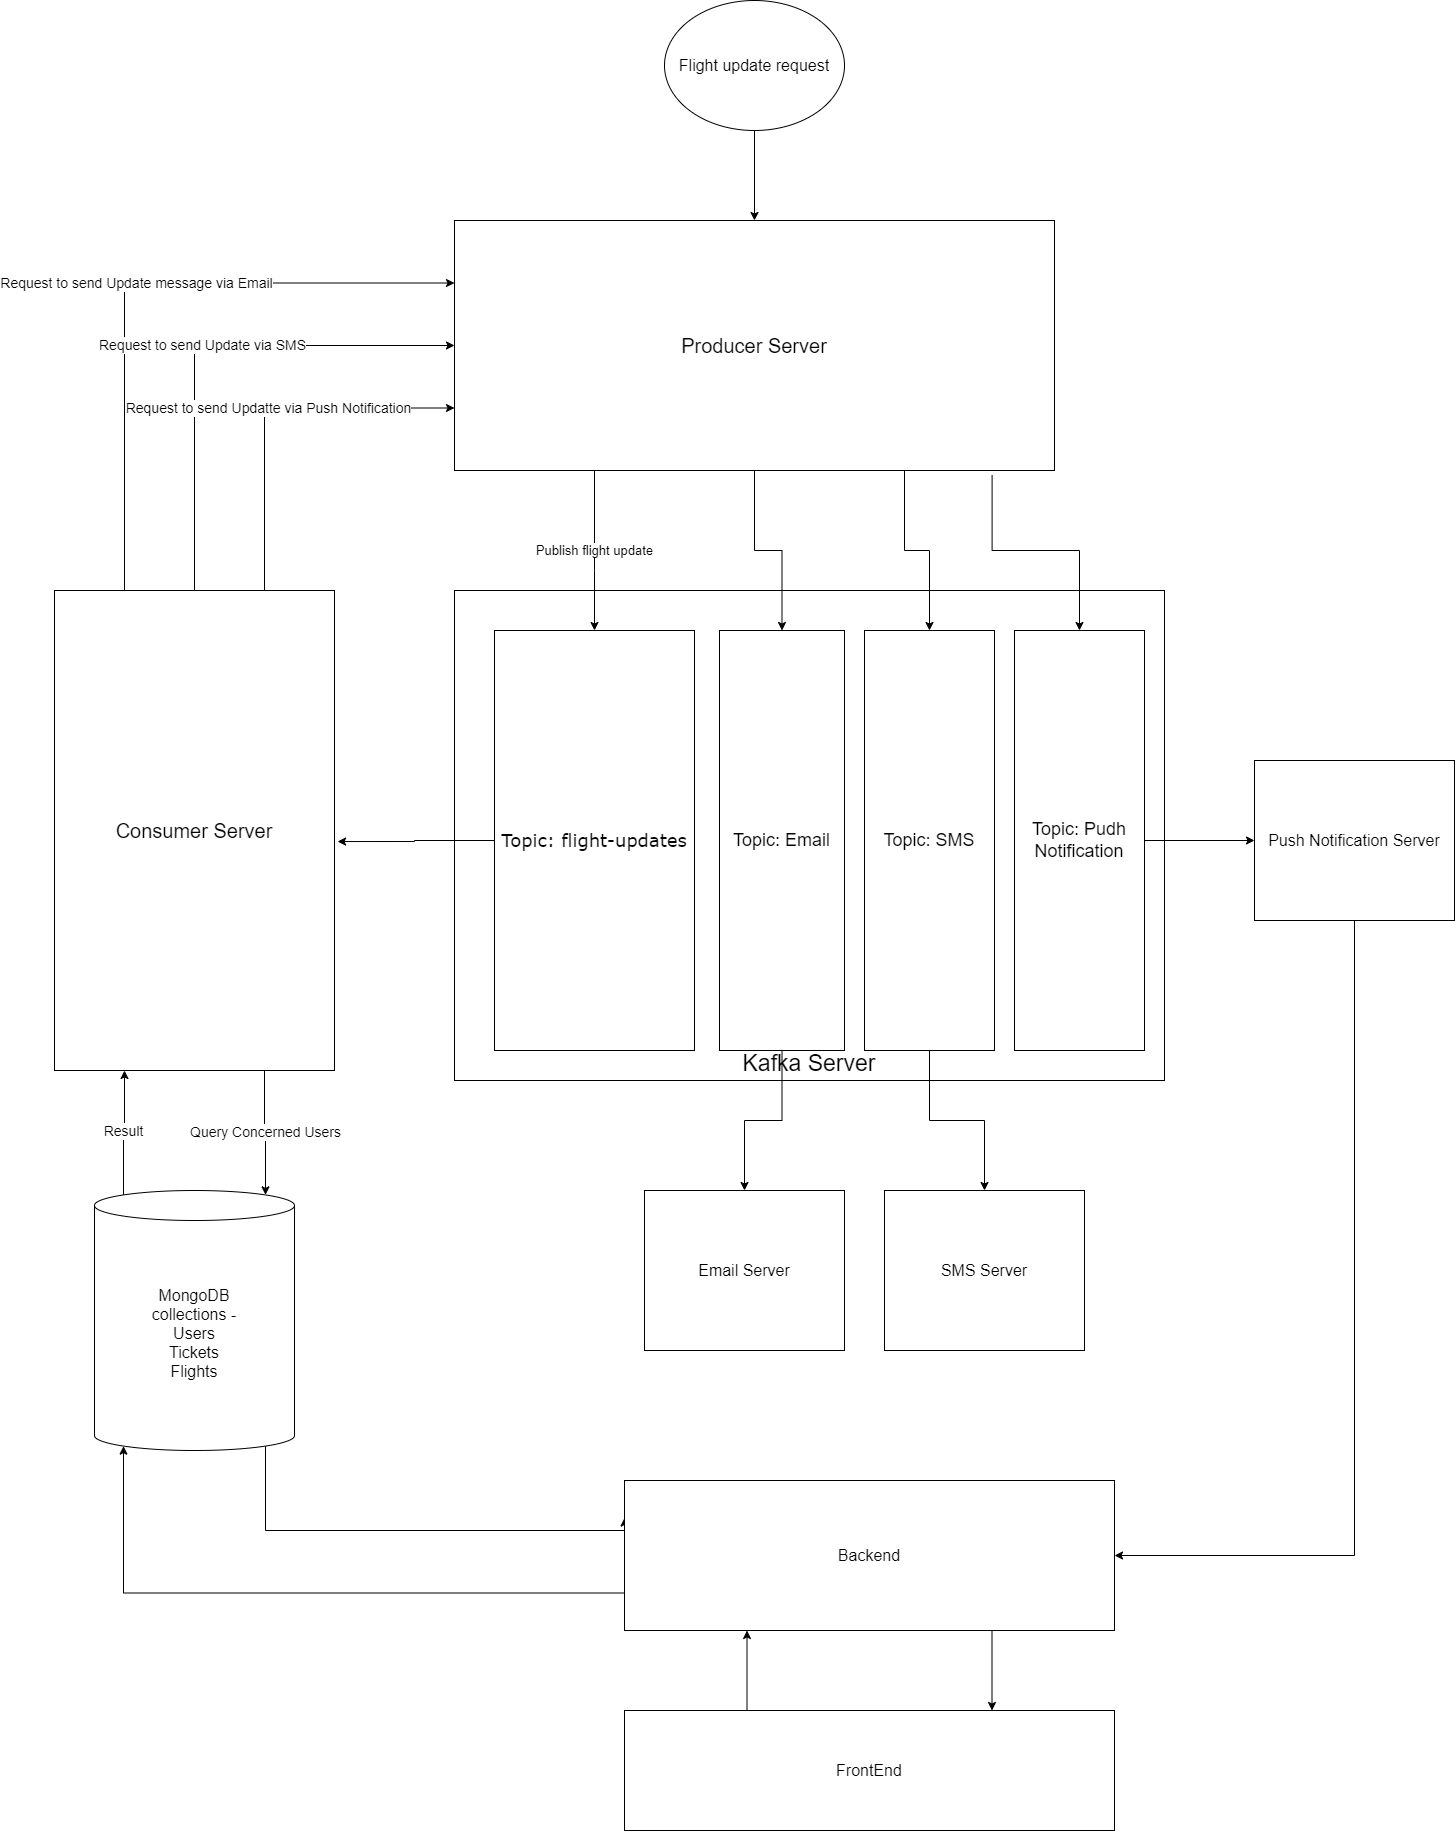 Flight update request
Request to send Update message via Email
Request to send Update via SMS
Producer Server
Request to send Updatte via Push Notification
Publish flight update
Consumer Server
Topic: flight-updates
Topic: Email
Topic: SMS
Topic: Pudh
Notification
Push Notification Server
Kafka Server
Result
Query Concerned Users
MongoDB
collections -
Users
Tickets
Flights
Email Server
SMS Server
Backend
FrontEnd